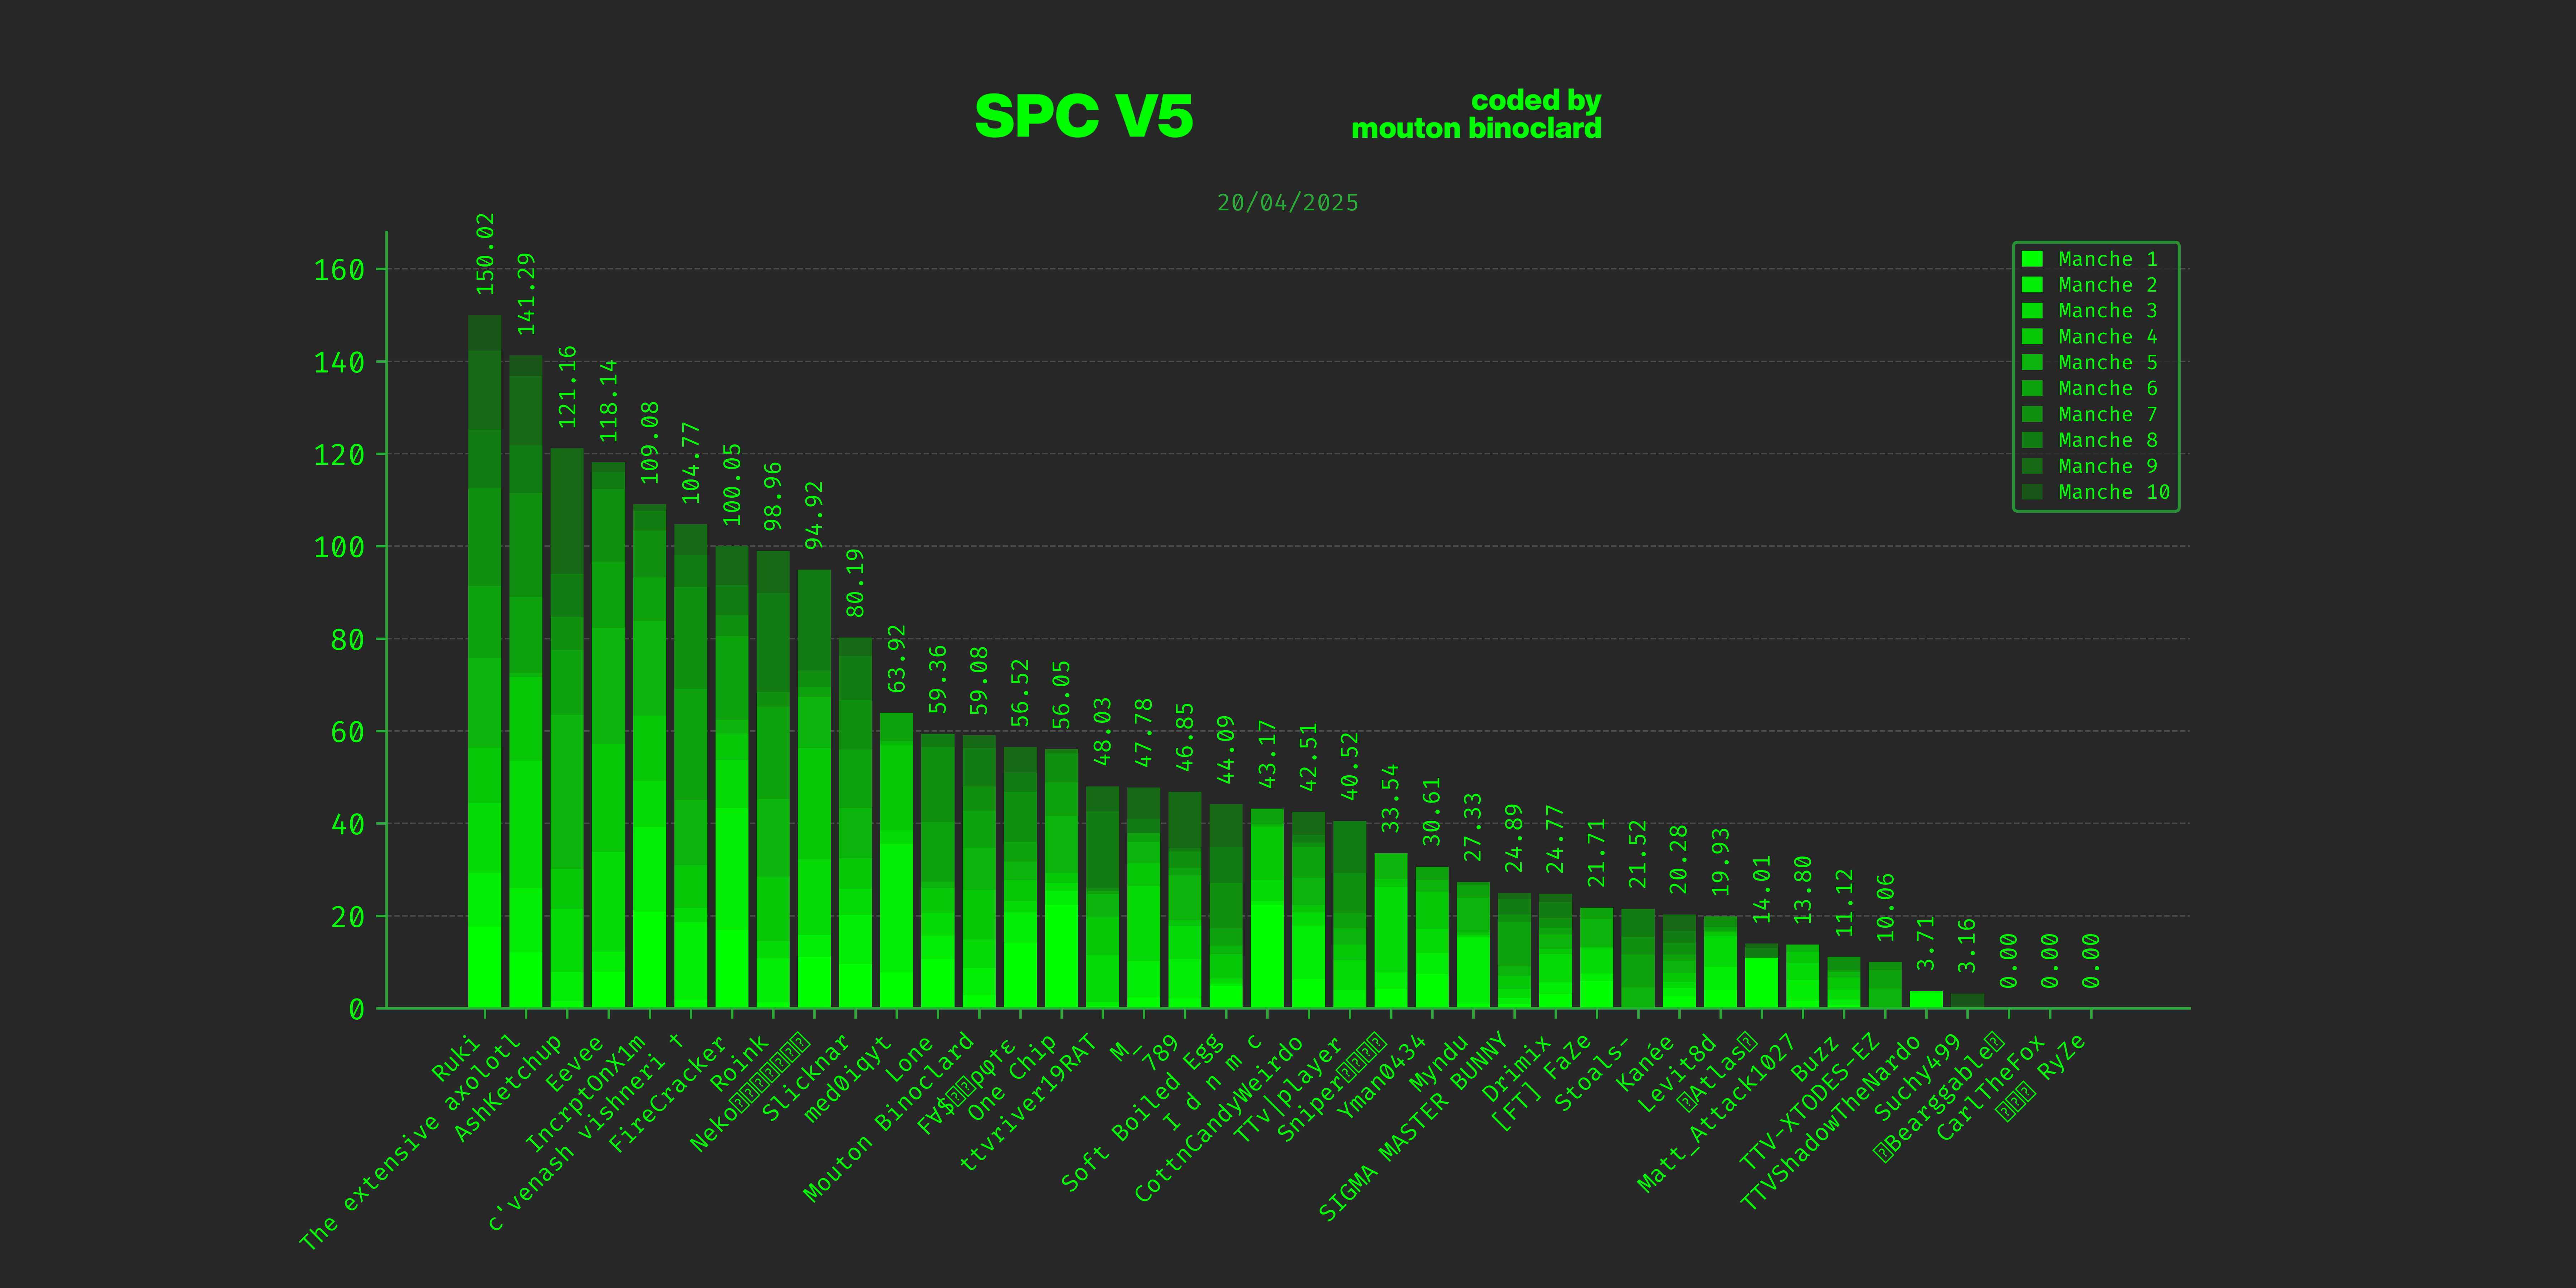 SPC V5
coded by
mouton binoclard
20/04/2025
160
140
120
100
80
60
40
20
0
150.02
141.29
121.16
118.14
109.08
104.77
100.05
98.96
94.92
80.19
63.92
59.36
59.08
56.52
56.05
48.03
47.78
46.85
44.09
43.17
42.51
40.52
33.54
30.61
27.33
24.89
24.77
21.71
21.52
20.28
19.93
14.01
13.80
11.12
10.06
3.71
3.16
0.00
0.00
0.00
Manche 1
Manche 2
Manche 3
Manche 4
Manche 5
Manche 6
Manche 7
Manche 8
Manche 9
Manche 10
Ruki
The extensive axolotl
AshKetchup
Eevee
IncrptOnX1m
c'venash vishneri †
FireCracker
Roink
Neko
Slicknar
med0iqyt
Lone
Mouton Binoclard
One Chip
ttvriver19RAT
M_
789
Soft Boiled Egg
I d n m c
CottnCandyWeirdo
TTv|player
Sniper
Yman0434
Myndu
SIGMA MASTER BUNNY
Drimix
[FT] Faze
Stoals-
Kanée
Levit8d
Atlas
Matt_Attack1027
Buzz
TTV-XTODES-EZ
TTVShadowTheNardo
Suchy499
Bearggable
CarlTheFox
RyZe